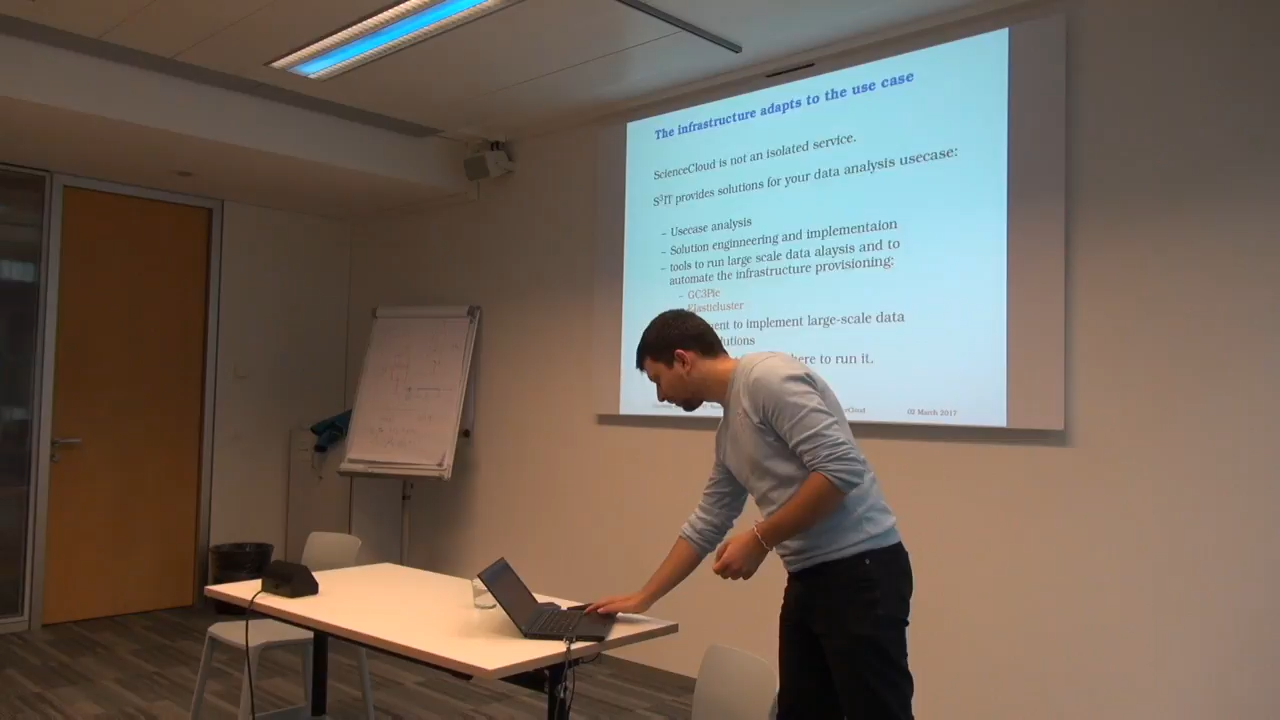 The infrastructure adapts to the use case
ScienceCloud is not an isolated service.
S³IT provides solutions for your data analysis usecase:
– Usecase analysis
– Solution enginneering and implementaion
– tools to run large scale data alaysis and to
automate the infrastructure provisioning:
– GC3Pie
Elasticluster
to implement large-scale data
here to run it.
02 March 2017